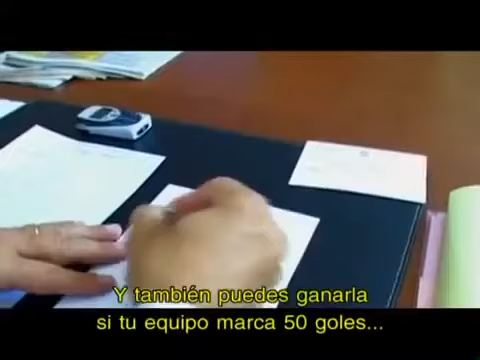 Y también puedes ganarla
si tu equipo marca 50 goles...